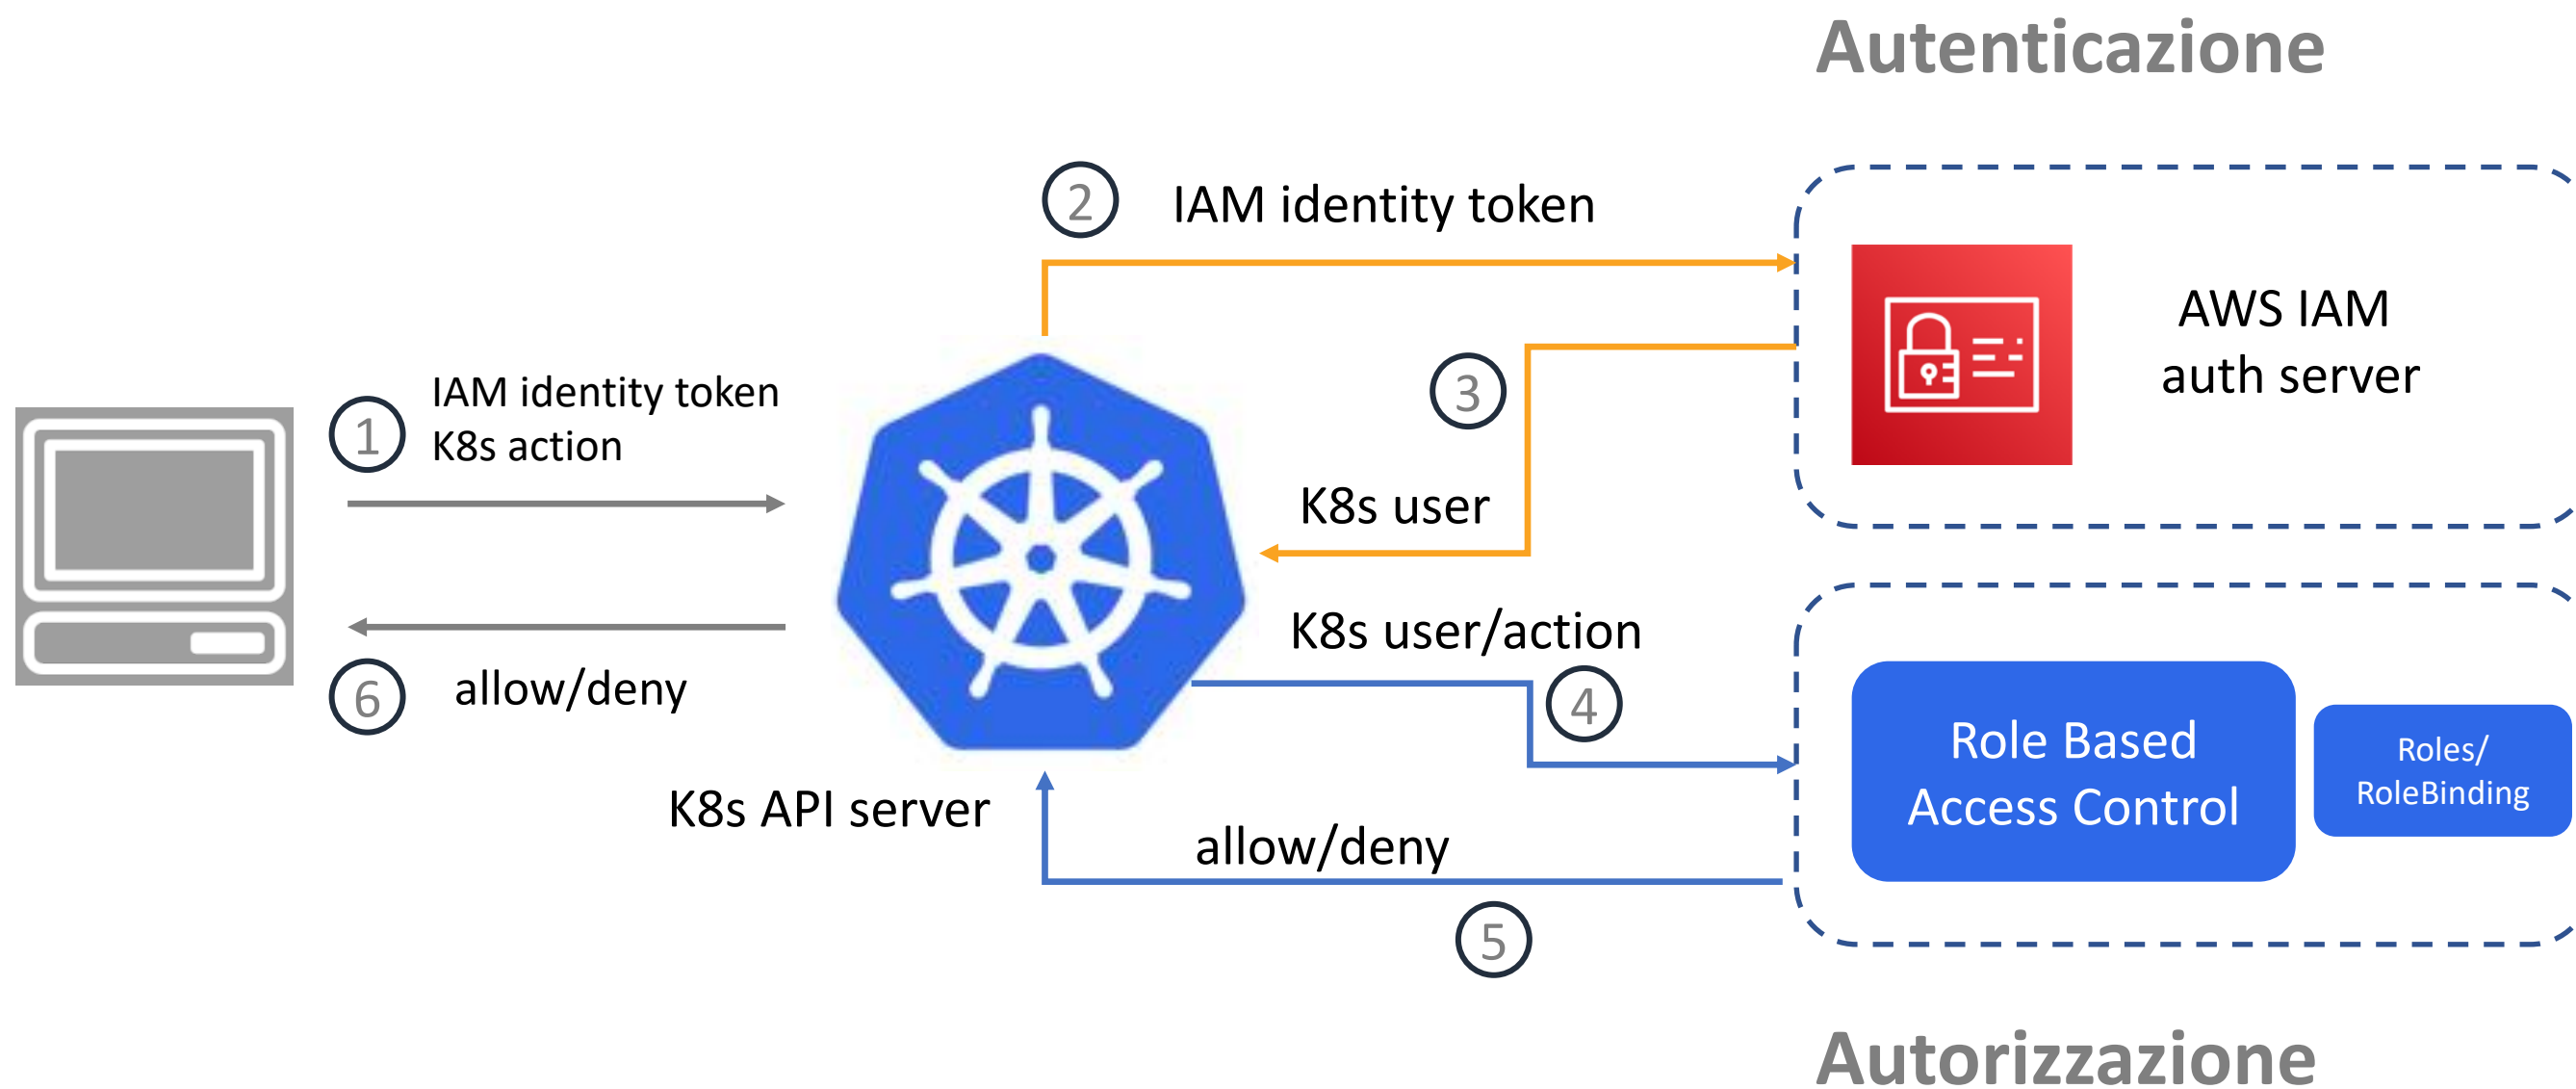 Autenticazione
2
IAM identity token
AWS IAM
auth server
3
K8s user
1
IAM identity token
K8s action
6
allow/deny
K8s user/action
4
Role Based
Access Control
Roles/
RoleBinding
K8s API server
allow/deny
5
Autorizzazione